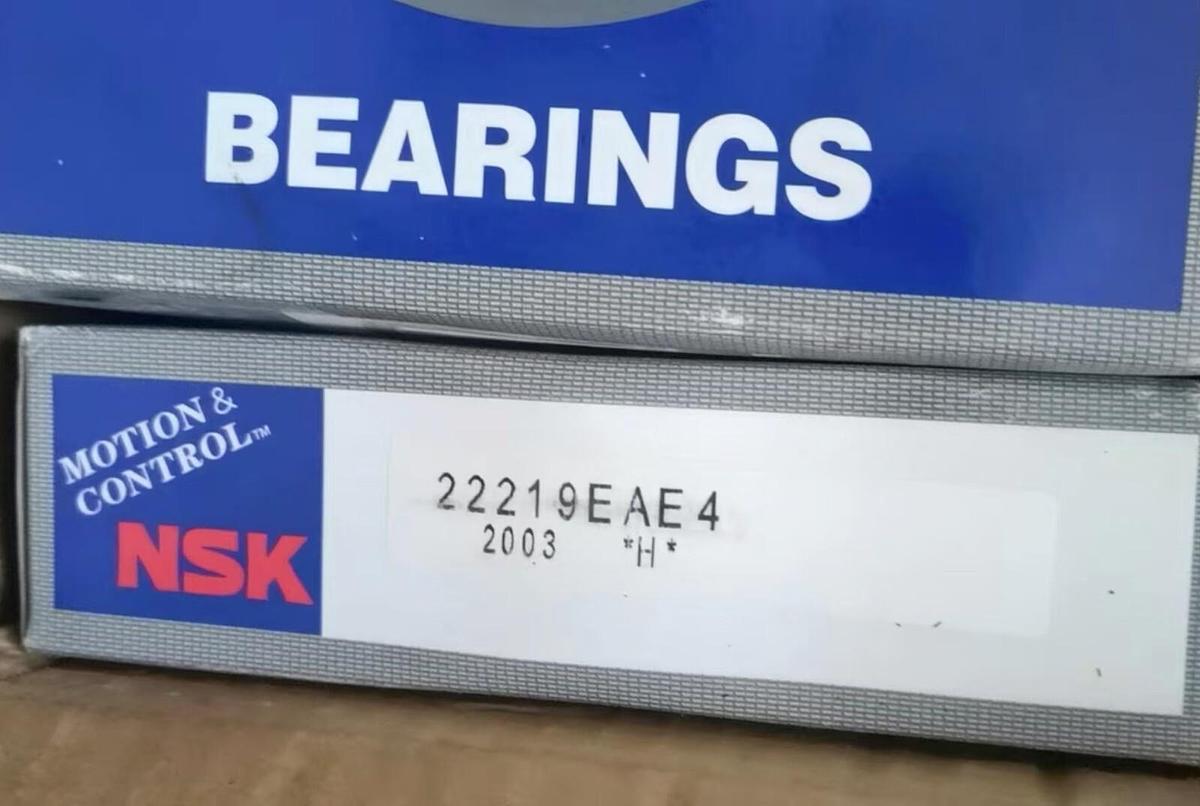 BEARINGS
MOTION &
CONTROL™
NSK
22219EAE4
2003 *H*